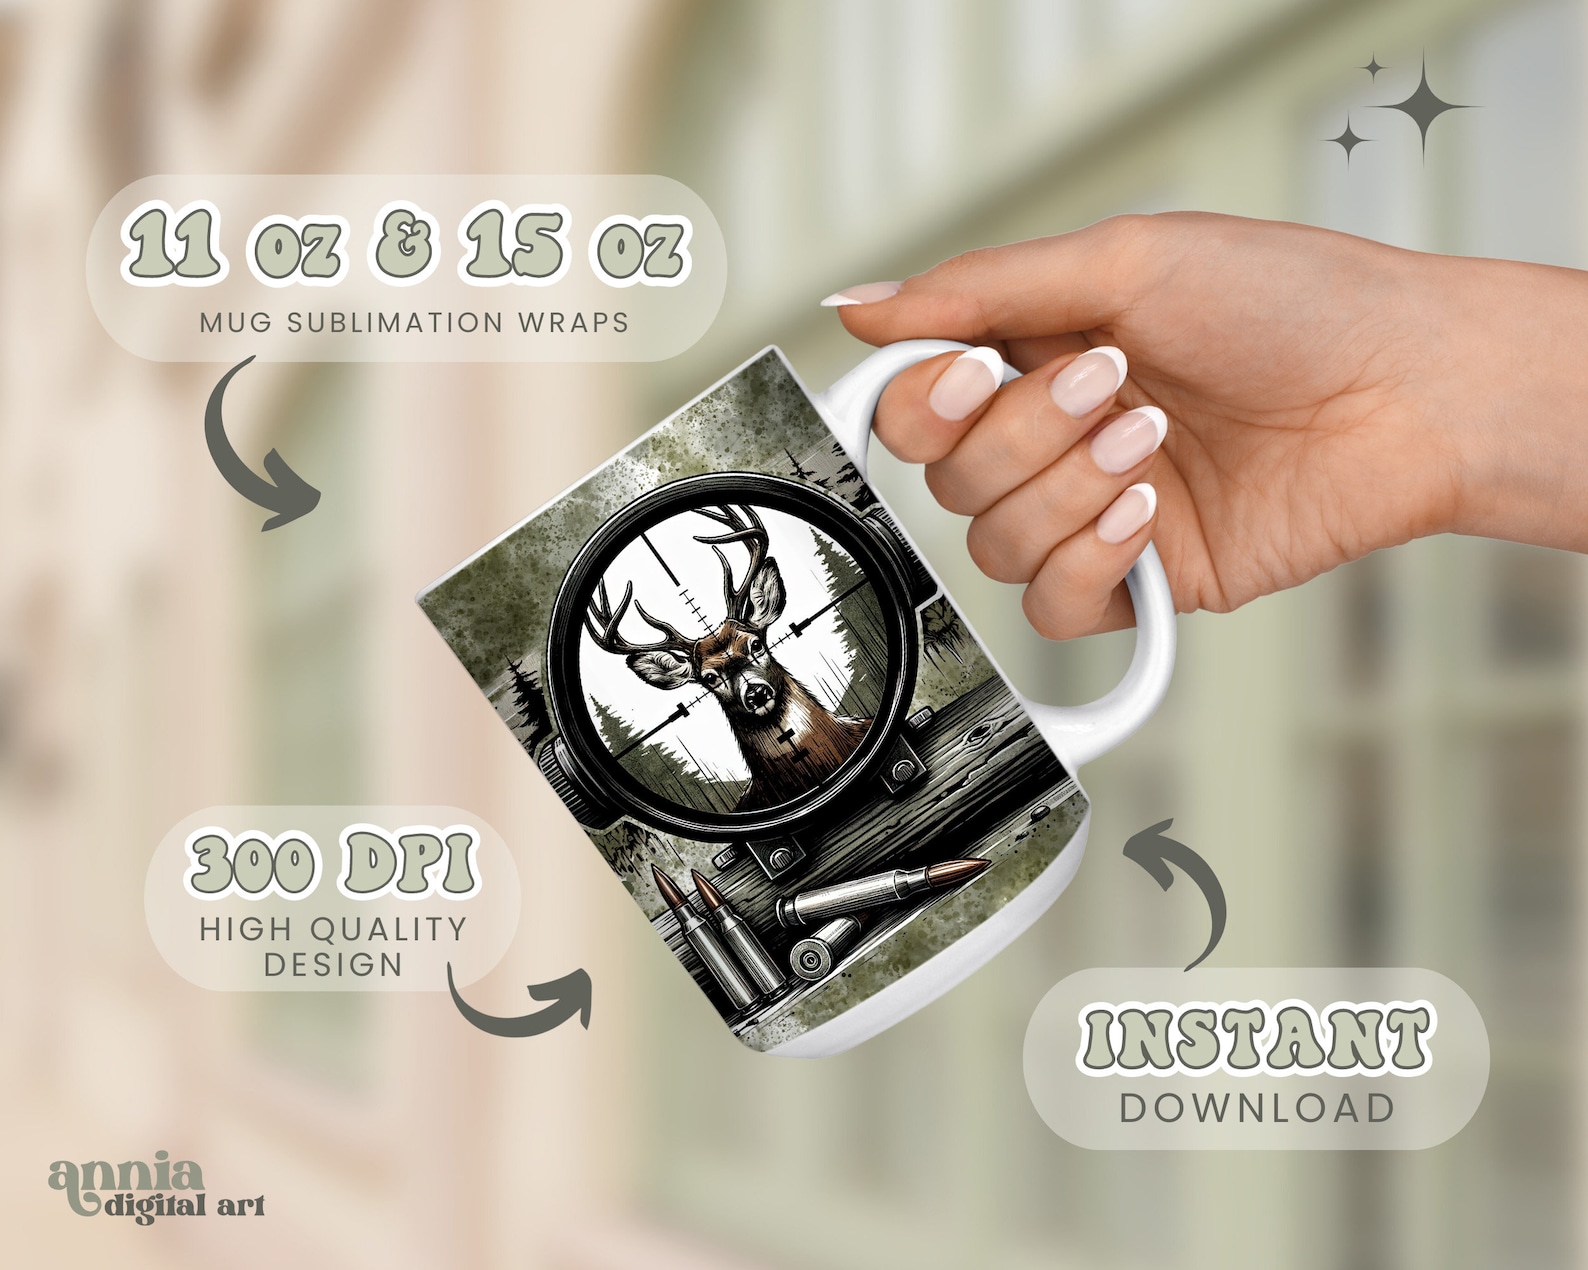 11 oz & 15 oz
MUG SUBLIMATION WRAPS
300 DPI
HIGH QUALITY
DESIGN
INSTANT
DOWNLOAD
annia
digital art